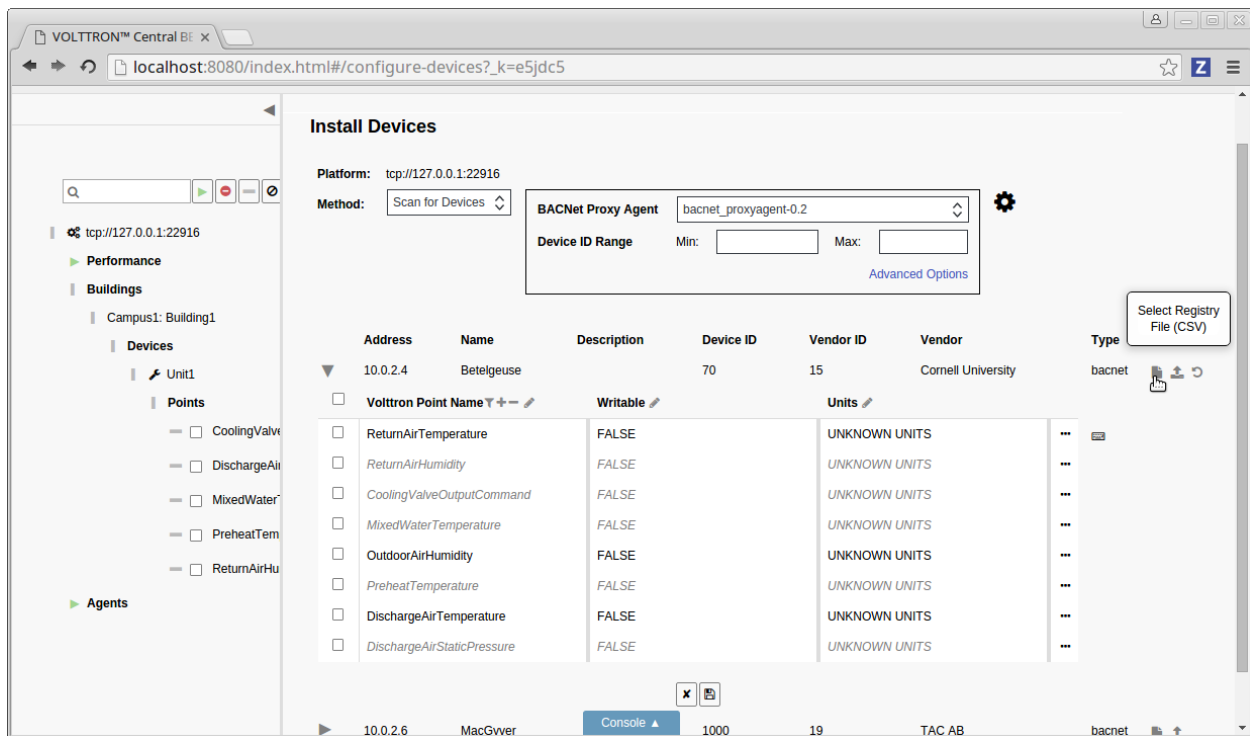 VOLTTRON™ Central BE
localhost:8080/index.html#/configure-devices?_k=e5jdc5
Install Devices
Platform: tcp://127.0.0.1:22916
Method: Scan for Devices
BACNet Proxy Agent bacnet_proxyagent-0.2
Device ID Range Min: Max:
Advanced Options
tcp://127.0.0.1:22916
Performance
Buildings
Campus1: Building1
Devices
Unit1
Points
CoolingValve
DischargeAir
MixedWaterT
PreheatTem
ReturnAirHu
Agents
Select Registry
File (CSV)
Address Name Description Device ID Vendor ID Vendor Type
10.0.2.4 Betelgeuse 70 15 Cornell University bacnet
Volttron Point Name Writable Units
ReturnAirTemperature FALSE UNKNOWN UNITS
ReturnAirHumidity FALSE UNKNOWN UNITS
CoolingValveOutputCommand FALSE UNKNOWN UNITS
MixedWaterTemperature FALSE UNKNOWN UNITS
OutdoorAirHumidity FALSE UNKNOWN UNITS
PreheatTemperature FALSE UNKNOWN UNITS
DischargeAirTemperature FALSE UNKNOWN UNITS
DischargeAirStaticPressure FALSE UNKNOWN UNITS
Console ▲
10.0.2.6 MacGyver 1000 19 TAC AB bacnet